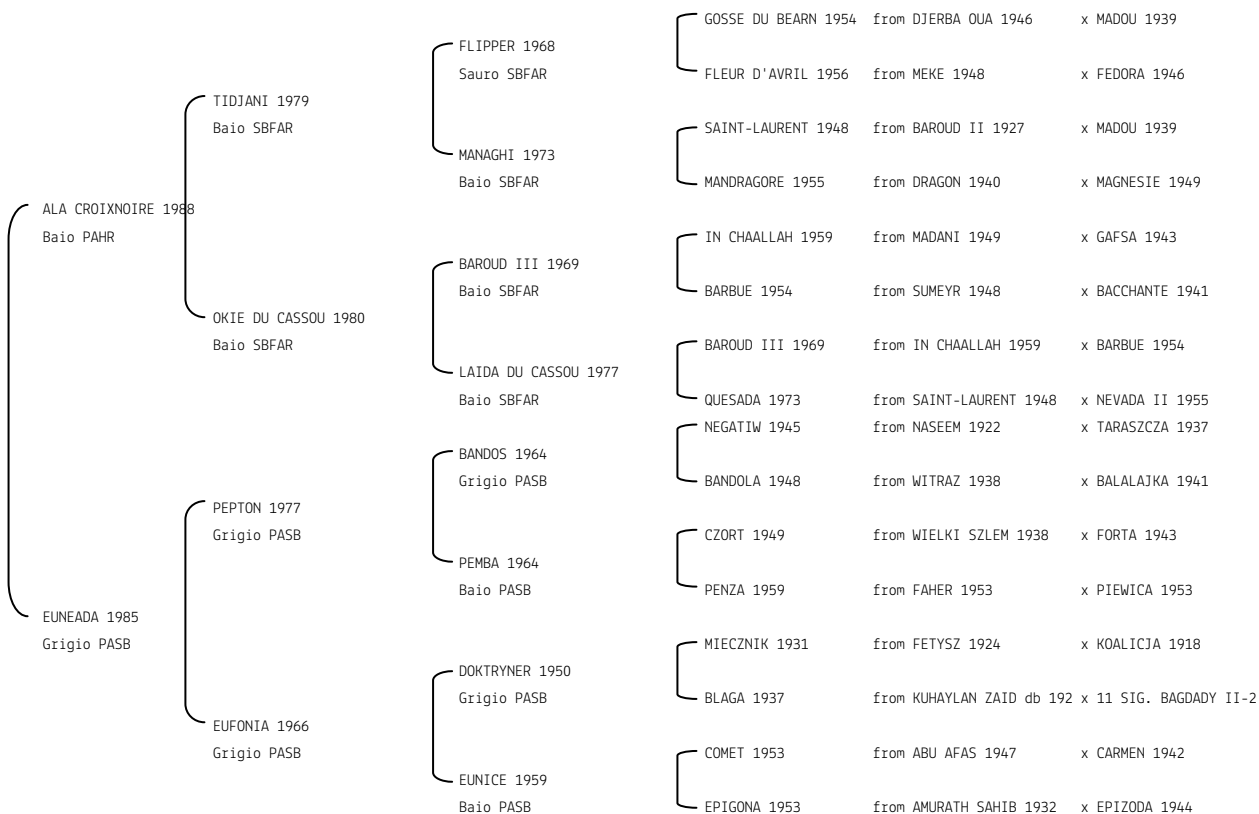 GOSSE DU BEARN 1954 from DJERBA OUA 1946 x MADOU 1939
FLIPPER 1968
Sauro SBFAR FLEUR D'AVRIL 1956 from MEKE 1948 x FEDORA 1946
TIDJANI 1979
Baio SBFAR SAINT-LAURENT 1948 from BAROUD II 1927 x MADOU 1939
MANAGHI 1973
Baio SBFAR MANDRAGORE 1955 from DRAGON 1940 x MAGNESIE 1949
ALA CROIXNOIRE 1988
Baio PAHR IN CHAALLAH 1959 from MADANI 1949 x GAFSA 1943
BAROUD III 1969
Baio SBFAR BARBUE 1954 from SUMEYR 1948 x BACCHANTE 1941
OKIE DU CASSOU 1980
Baio SBFAR BAROUD III 1969 from IN CHAALLAH 1959 x BARBUE 1954
LAIDA DU CASSOU 1977
Baio SBFAR QUESADA 1973 from SAINT-LAURENT 1948 x NEVADA II 1955
NEGATIW 1945 from NASEEM 1922 x TARASZCZA 1937
BANDOS 1964
Grigio PASB BANDOLA 1948 from WITRAZ 1938 x BALALAJKA 1941
PEPTON 1977
Grigio PASB CZORT 1949 from WIELKI SZLEM 1938 x FORTA 1943
PEMBA 1964
Baio PASB PENZA 1959 from FAHER 1953 x PIEWICA 1953
EUNEADA 1985
Grigio PASB MIECZNIK 1931 from FETYSZ 1924 x KOALICJA 1918
DOKTRYNER 1950
Grigio PASB BLAGA 1937 from KUHAYLAN ZAID db 192 x 11 SIG. BAGDADY II-2
EUFONIA 1966
Grigio PASB COMET 1953 from ABU AFAS 1947 x CARMEN 1942
EUNICE 1959
Baio PASB EPIGONA 1953 from AMURATH SAHIB 1932 x EPIZODA 1944